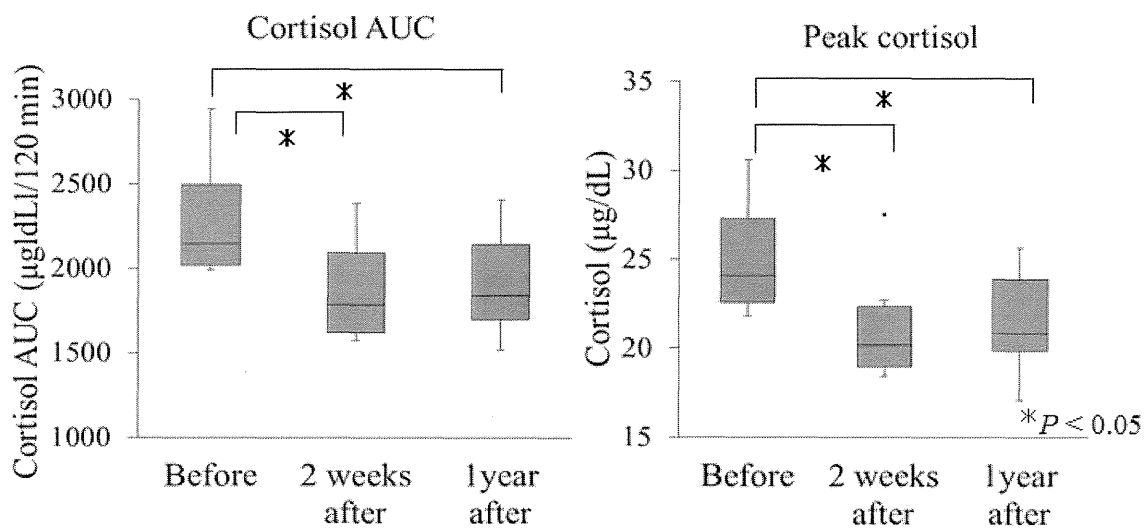 Cortisol AUC
Cortisol AUC (µgldLl/120 min)
3000
2500
2000
1500
1000
Before
2 weeks
after
1year
after
Peak cortisol
Cortisol (µg/dL)
35
30
25
20
15
*
*
*
*
*P < 0.05
Before
2 weeks
after
1year
after